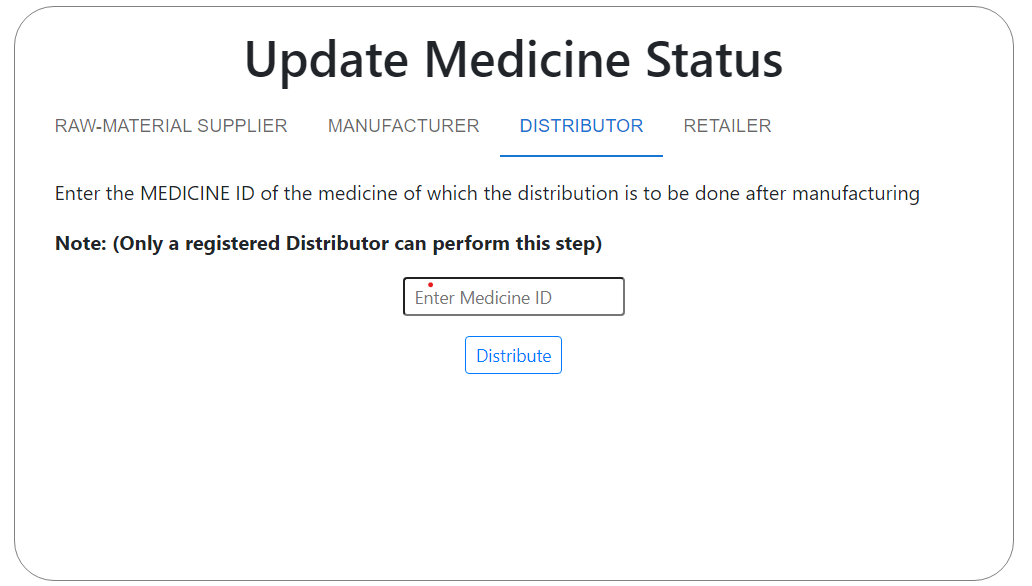 Update Medicine Status
RAW-MATERIAL SUPPLIER MANUFACTURER DISTRIBUTOR RETAILER
Enter the MEDICINE ID of the medicine of which the distribution is to be done after manufacturing
Note: (Only a registered Distributor can perform this step)
Enter Medicine ID
Distribute